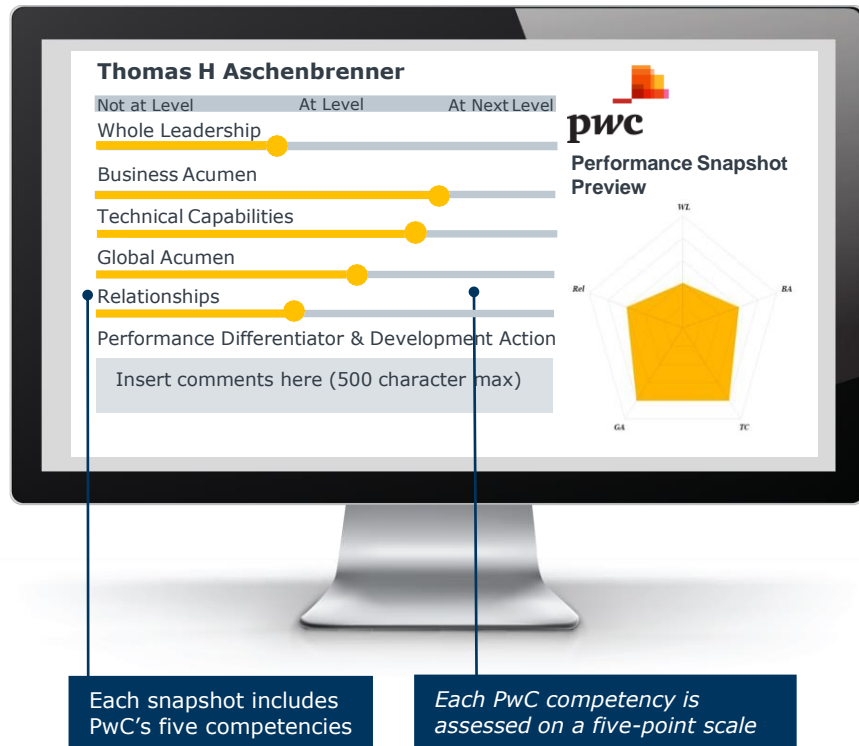 Thomas H Aschenbrenner
Not at Level At Level At Next Level
Whole Leadership
Business Acumen
Technical Capabilities
Global Acumen
Relationships
Performance Differentiator & Development Action
Insert comments here (500 character max)
pwc
Performance Snapshot
Preview
WL
Rel
BA
GA
TC
Each snapshot includes
PwC's five competencies
Each PwC competency is
assessed on a five-point scale